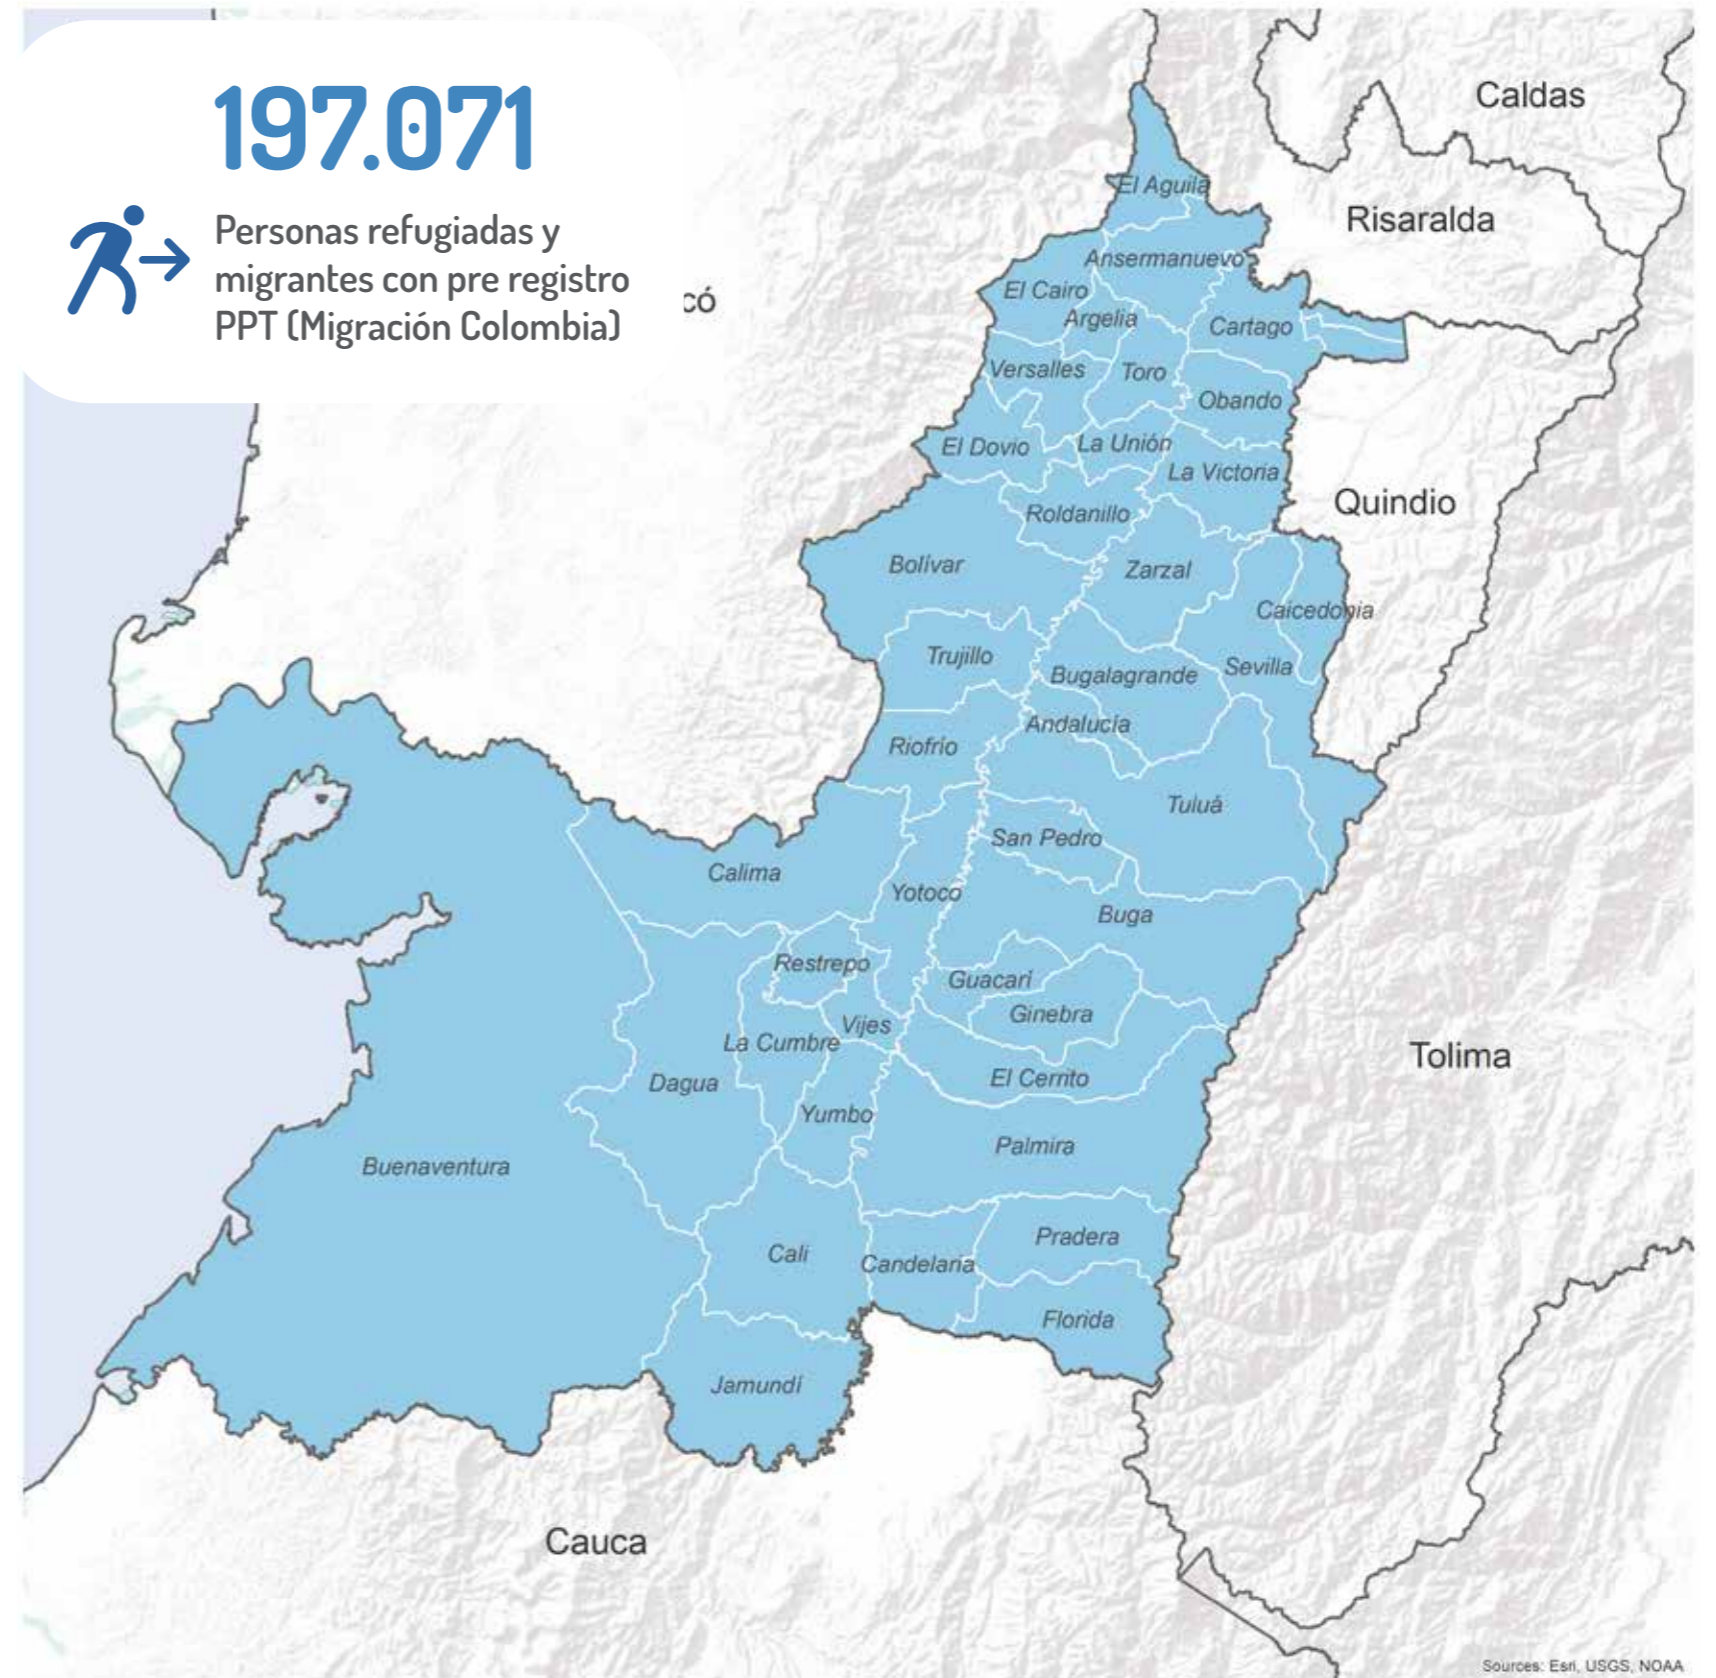 197.071
Personas refugiadas y
migrantes con pre registro
PPT (Migración Colombia)
có
Caldas
Risaralda
Quindio
Tolima
Cauca
El Aguila
Ansermanuevo
El Cairo
Argelia
Cartago
Versalles
Toro
Obando
El Dovio
La Unión
La Victoria
Roldanillo
Bolívar
Zarzal
Caicedonia
Trujillo
Bugalagrande
Sevilla
Andalucía
Riofrío
Tuluá
San Pedro
Calima
Yotoco
Buga
Restrepo
Guacarí
Ginebra
Vijes
La Cumbre
Dagua
El Cerrito
Yumbo
Palmira
Buenaventura
Pradera
Cali
Candelaria
Florida
Jamundí
Sources: Esri, USGS, NOAA